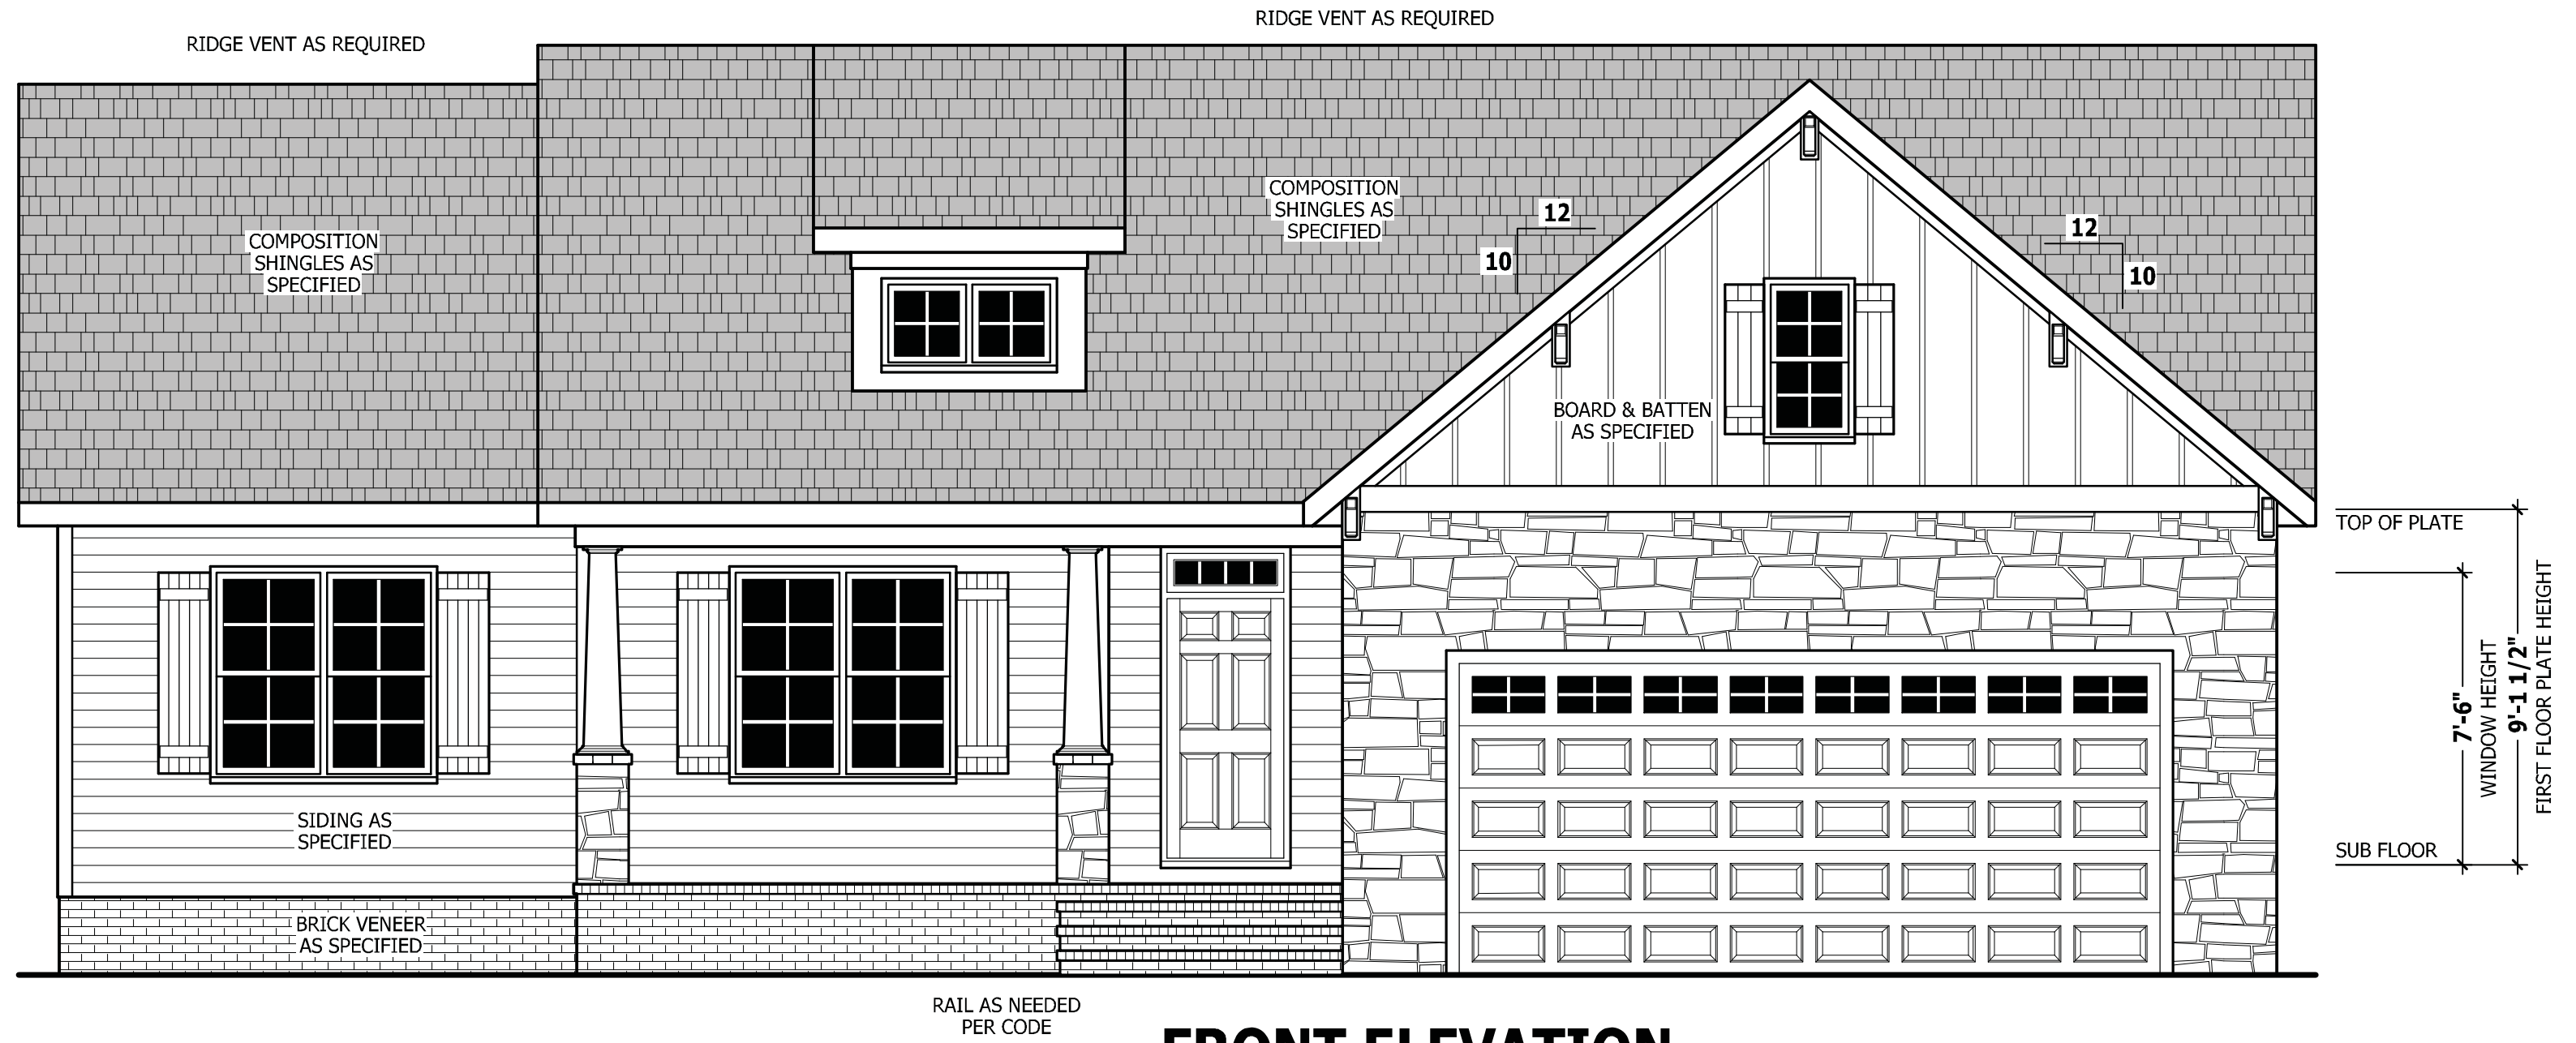 RIDGE VENT AS REQUIRED
RIDGE VENT AS REQUIRED
COMPOSITION
SHINGLES AS
SPECIFIED
COMPOSITION
SHINGLES AS
SPECIFIED
12
10
12
10
BOARD & BATTEN
AS SPECIFIED
TOP OF PLATE
7'-6"
WINDOW HEIGHT
9'-1 1/2"
FIRST FLOOR PLATE HEIGHT
SUB FLOOR
SIDING AS
SPECIFIED
BRICK VENEER
AS SPECIFIED
RAIL AS NEEDED
PER CODE
FRONT ELEVATION